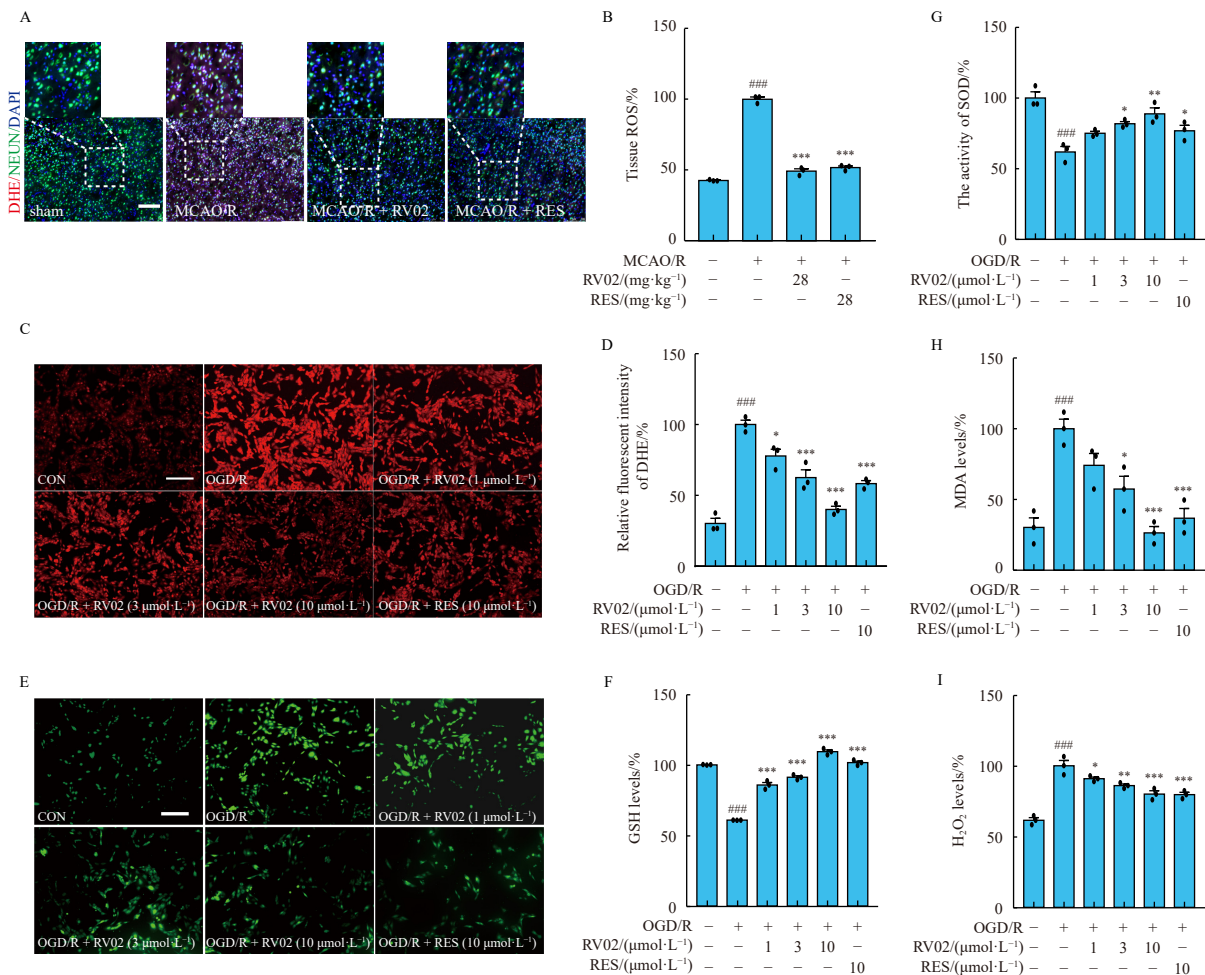 A
DHE/NEUN/DAPI
sham
MCAO/R
MCAO/R + RV02
MCAO/R + RES
B
150
100
50
0
Tissue ROS/%
###
***
***
MCAO/R − + + +
RV02/(mg·kg⁻¹) − − 28 −
RES/(mg·kg⁻¹) − − − 28
G
150
100
50
0
The activity of SOD/%
###
*
**
*
OGD/R − + + + + +
RV02/(μmol·L⁻¹) − − 1 3 10 −
RES/(μmol·L⁻¹) − − − − − 10
C
CON
OGD/R
OGD/R + RV02 (1 μmol·L⁻¹)
OGD/R + RV02 (3 μmol·L⁻¹)
OGD/R + RV02 (10 μmol·L⁻¹)
OGD/R + RES (10 μmol·L⁻¹)
D
150
100
50
0
Relative fluorescent intensity
of DHE/%
###
*
***
***
***
OGD/R − + + + + +
RV02/(μmol·L⁻¹) − − 1 3 10 −
RES/(μmol·L⁻¹) − − − − − 10
H
150
100
50
0
MDA levels/%
###
*
***
***
OGD/R − + + + + +
RV02/(μmol·L⁻¹) − − 1 3 10 −
RES/(μmol·L⁻¹) − − − − − 10
E
CON
OGD/R
OGD/R + RV02 (1 μmol·L⁻¹)
OGD/R + RV02 (3 μmol·L⁻¹)
OGD/R + RV02 (10 μmol·L⁻¹)
OGD/R + RES (10 μmol·L⁻¹)
F
150
100
50
0
GSH levels/%
###
***
***
***
***
OGD/R − + + + + +
RV02/(μmol·L⁻¹) − − 1 3 10 −
RES/(μmol·L⁻¹) − − − − − 10
I
150
100
50
0
H₂O₂ levels/%
###
*
**
***
***
OGD/R − + + + + +
RV02/(μmol·L⁻¹) − − 1 3 10 −
RES/(μmol·L⁻¹) − − − − − 10